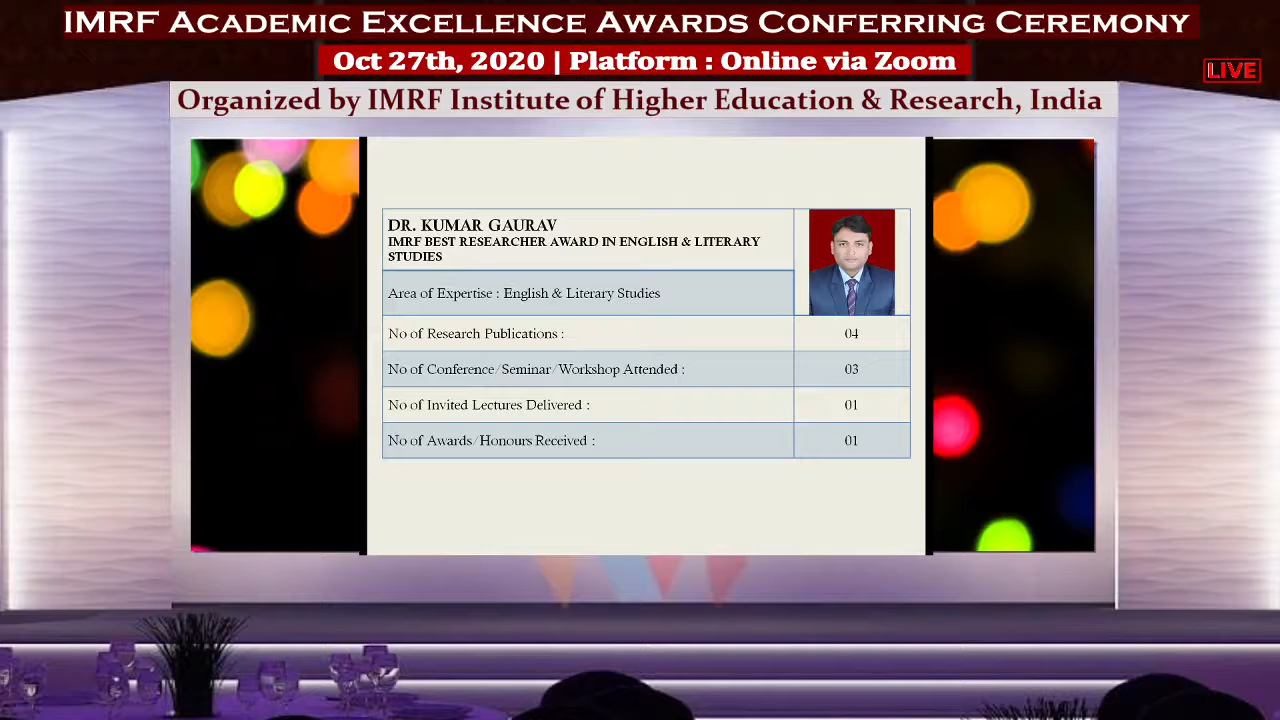 IMRF ACADEMIC EXCELLENCE AWARDS CONFERRING CEREMONY
Oct 27th, 2020 | Platform : Online via Zoom
LIVE
Organized by IMRF Institute of Higher Education & Research, India
DR. KUMAR GAURAV
IMRF BEST RESEARCHER AWARD IN ENGLISH & LITERARY
STUDIES
Area of Expertise : English & Literary Studies
No of Research Publications : 04
No of Conference/Seminar/Workshop Attended : 03
No of Invited Lectures Delivered : 01
No of Awards/Honours Received : 01